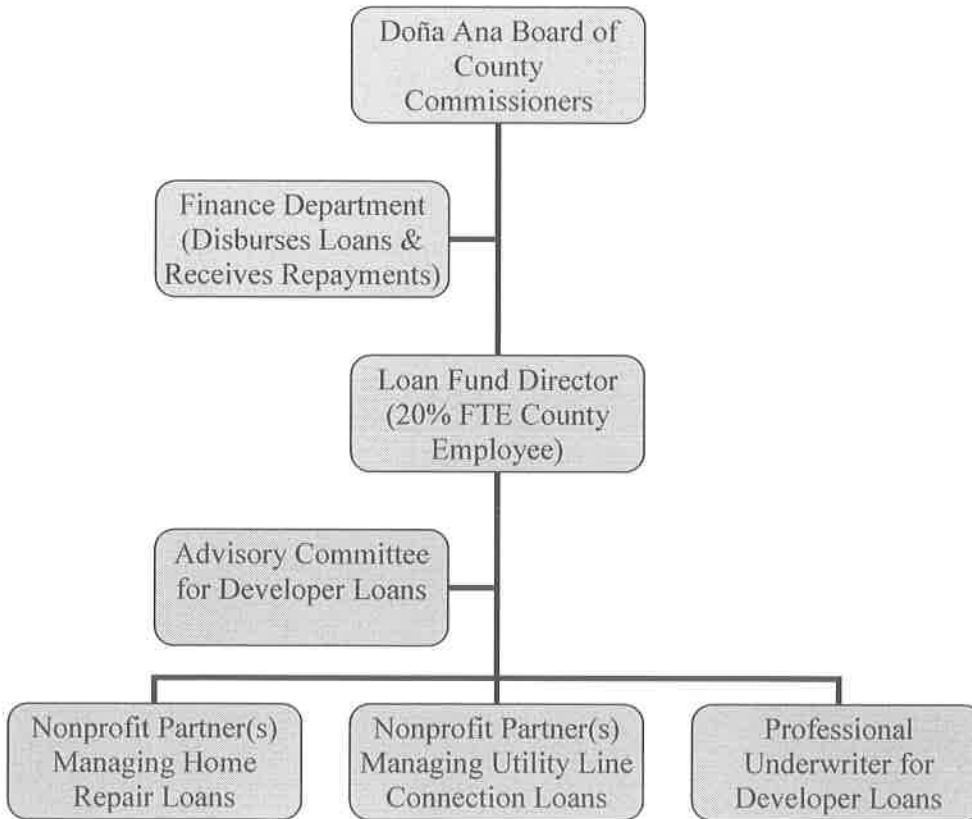 Doña Ana Board of
County
Commissioners
Finance Department
(Disburses Loans &
Receives Repayments)
Loan Fund Director
(20% FTE County
Employee)
Advisory Committee
for Developer Loans
Nonprofit Partner(s)
Managing Home
Repair Loans
Nonprofit Partner(s)
Managing Utility Line
Connection Loans
Professional
Underwriter for
Developer Loans